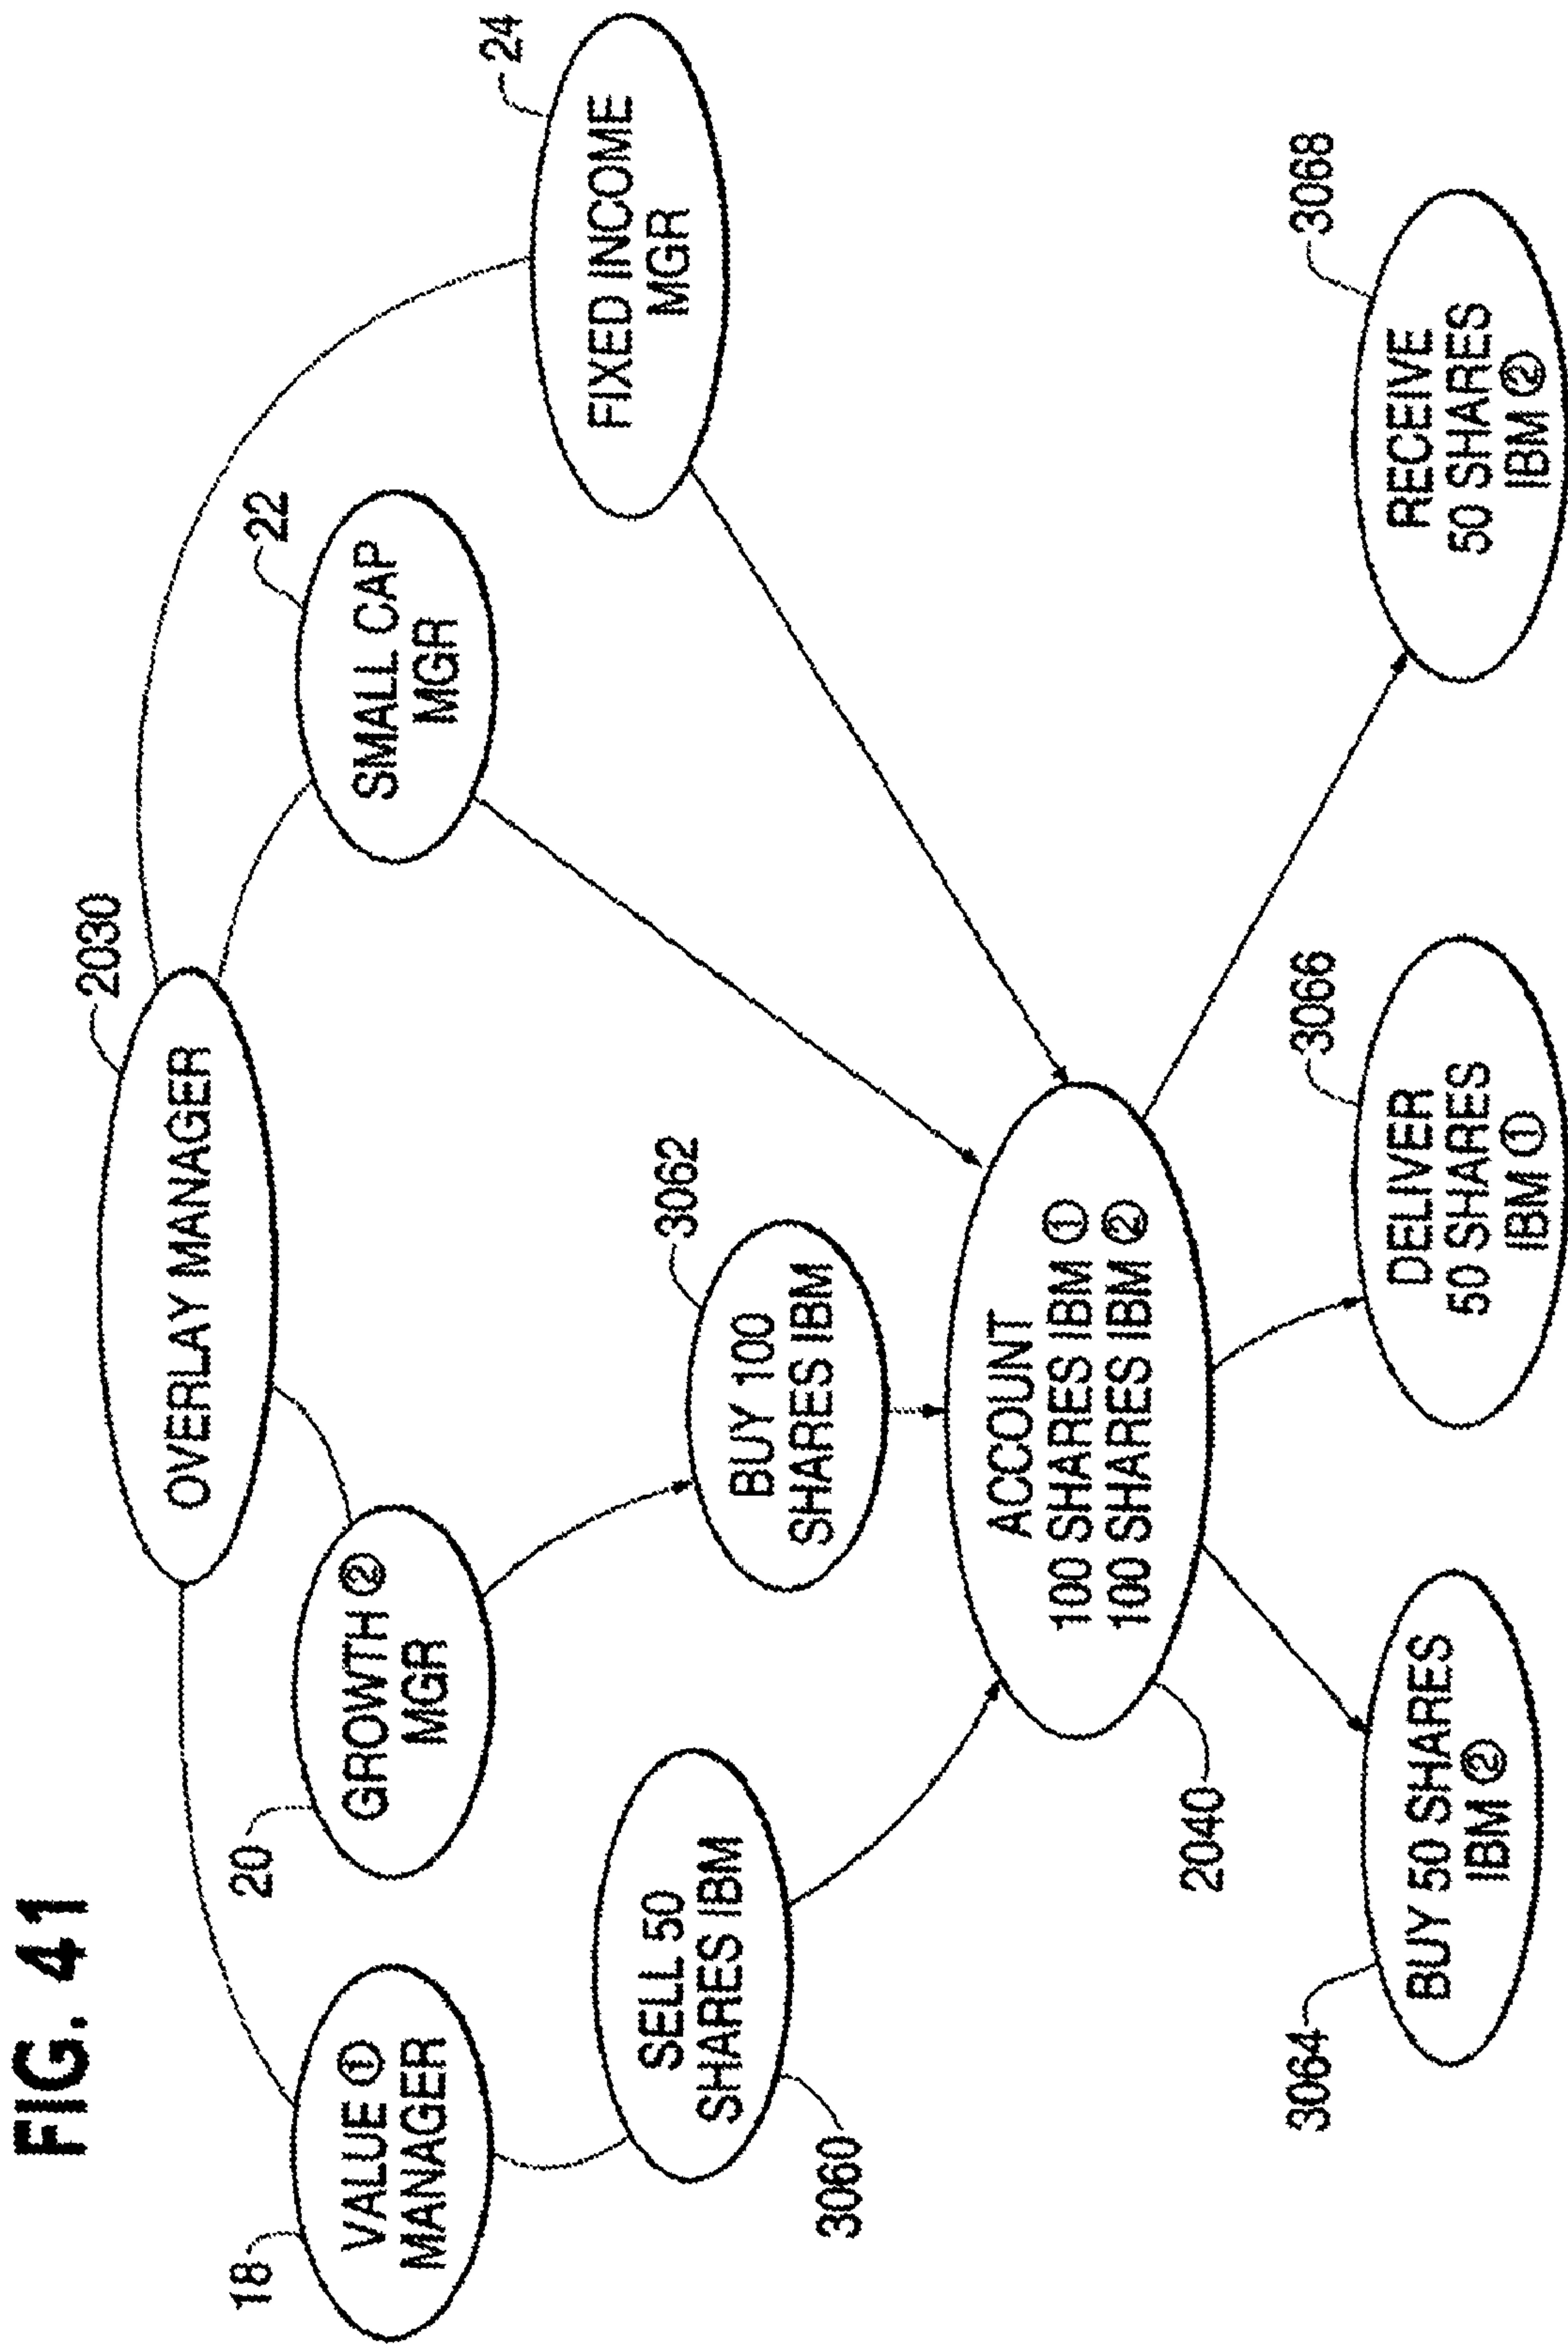 FIG. 41
2030
OVERLAY MANAGER
18
VALUE ①
MANAGER
20
GROWTH ②
MGR
22
SMALL CAP
MGR
24
FIXED INCOME
MGR
SELL 50
SHARES IBM
3060
3062
BUY 100
SHARES IBM
ACCOUNT
100 SHARES IBM ①
100 SHARES IBM ②
2040
3064
BUY 50 SHARES
IBM ②
3066
DELIVER
50 SHARES
IBM ①
3068
RECEIVE
50 SHARES
IBM ②